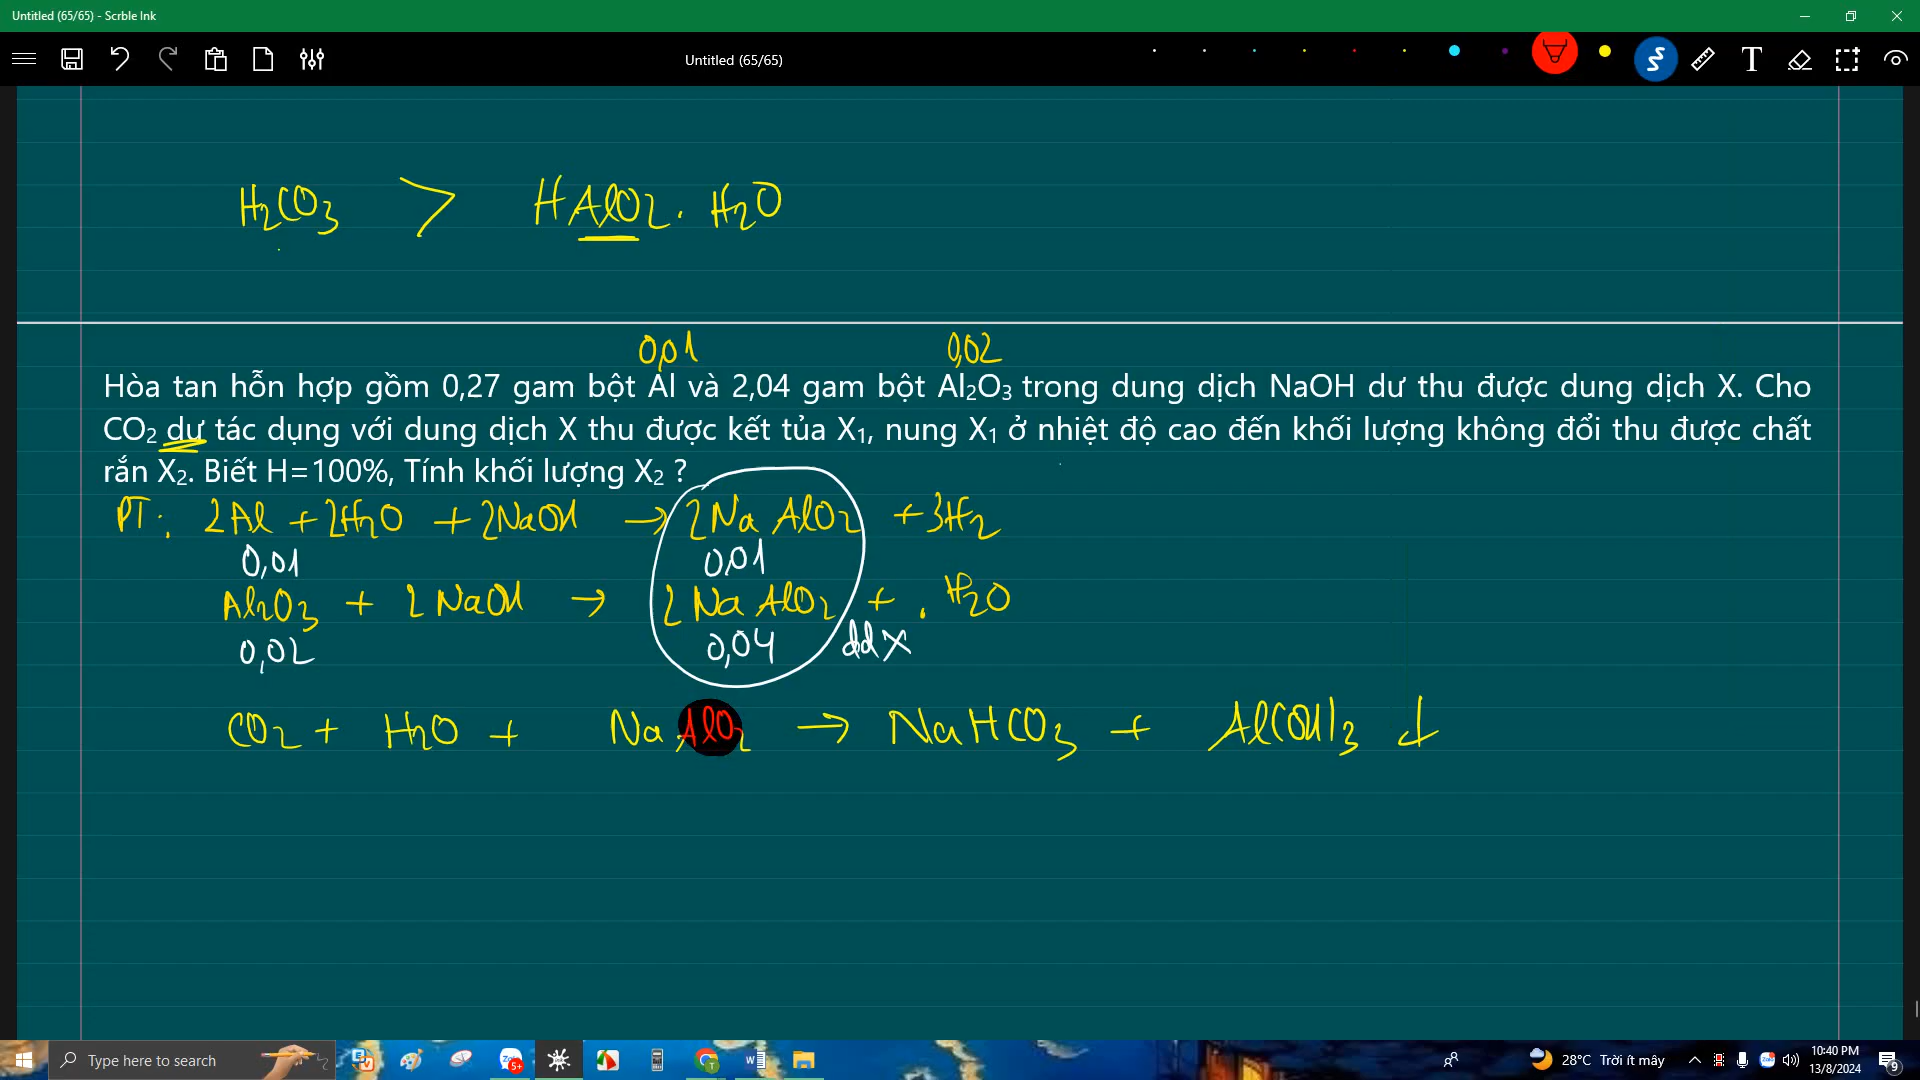 Untitled (65/65) - Scrble Ink
Untitled (65/65)
H₂CO₃ > HAlO₂ . H₂O
0,01 0,02
Hòa tan hỗn hợp gồm 0,27 gam bột Al và 2,04 gam bột Al₂O₃ trong dung dịch NaOH dư thu được dung dịch X. Cho
CO₂ dư tác dụng với dung dịch X thu được kết tủa X₁, nung X₁ ở nhiệt độ cao đến khối lượng không đổi thu được chất
rắn X₂. Biết H=100%, Tính khối lượng X₂ ?
PT: 2Al + 2H₂O + 2NaOH → 2NaAlO₂ + 3H₂
0,01 0,01
Al₂O₃ + 2NaOH → 2NaAlO₂ + H₂O
0,02 0,04 ddX
CO₂ + H₂O + NaAlO₂ → NaHCO₃ + Al(OH)₃ ↓
Type here to search
5+
28°C Trời ít mây
10:40 PM
13/8/2024
9